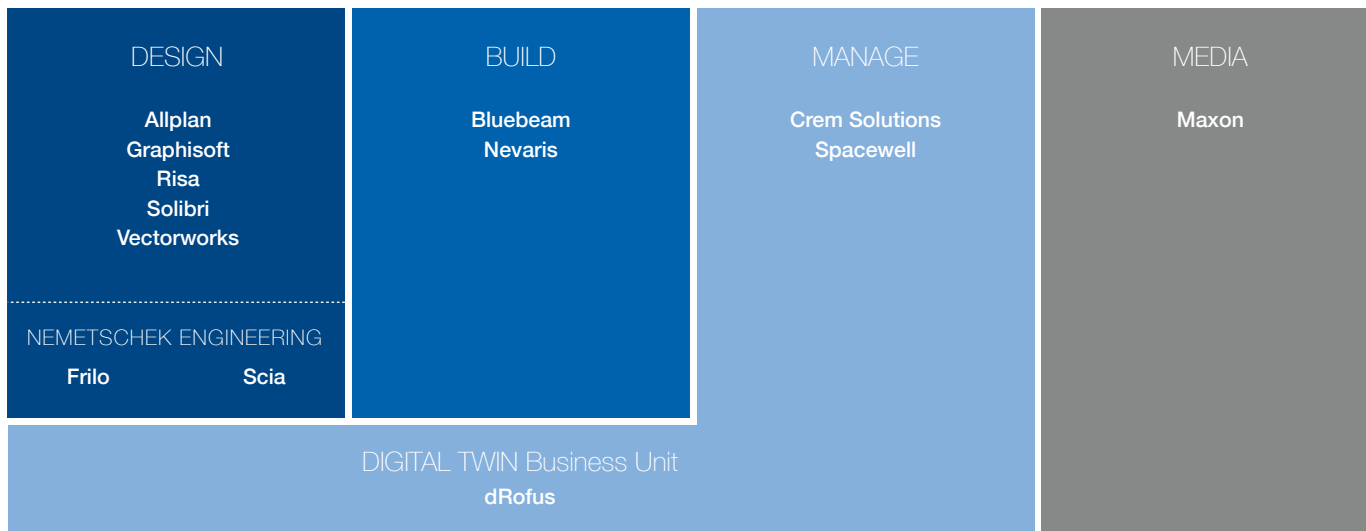 DESIGN
Allplan
Graphisoft
Risa
Solibri
Vectorworks
NEMETSCHEK ENGINEERING
Frilo Scia
BUILD
Bluebeam
Nevaris
MANAGE
Crem Solutions
Spacewell
MEDIA
Maxon
DIGITAL TWIN Business Unit
dRofus